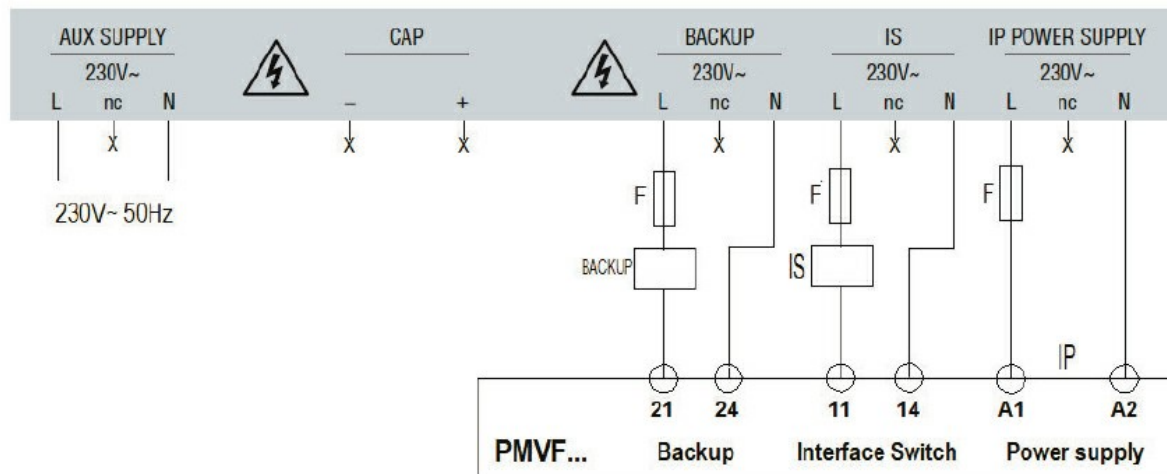 AUX SUPPLY CAP BACKUP IS IP POWER SUPPLY
230V~ 230V~ 230V~ 230V~
L nc N − + L nc N L nc N L nc N
X X X X X X
F F F
230V~ 50Hz
BACKUP IS
IP
21 24 11 14 A1 A2
PMVF... Backup Interface Switch Power supply